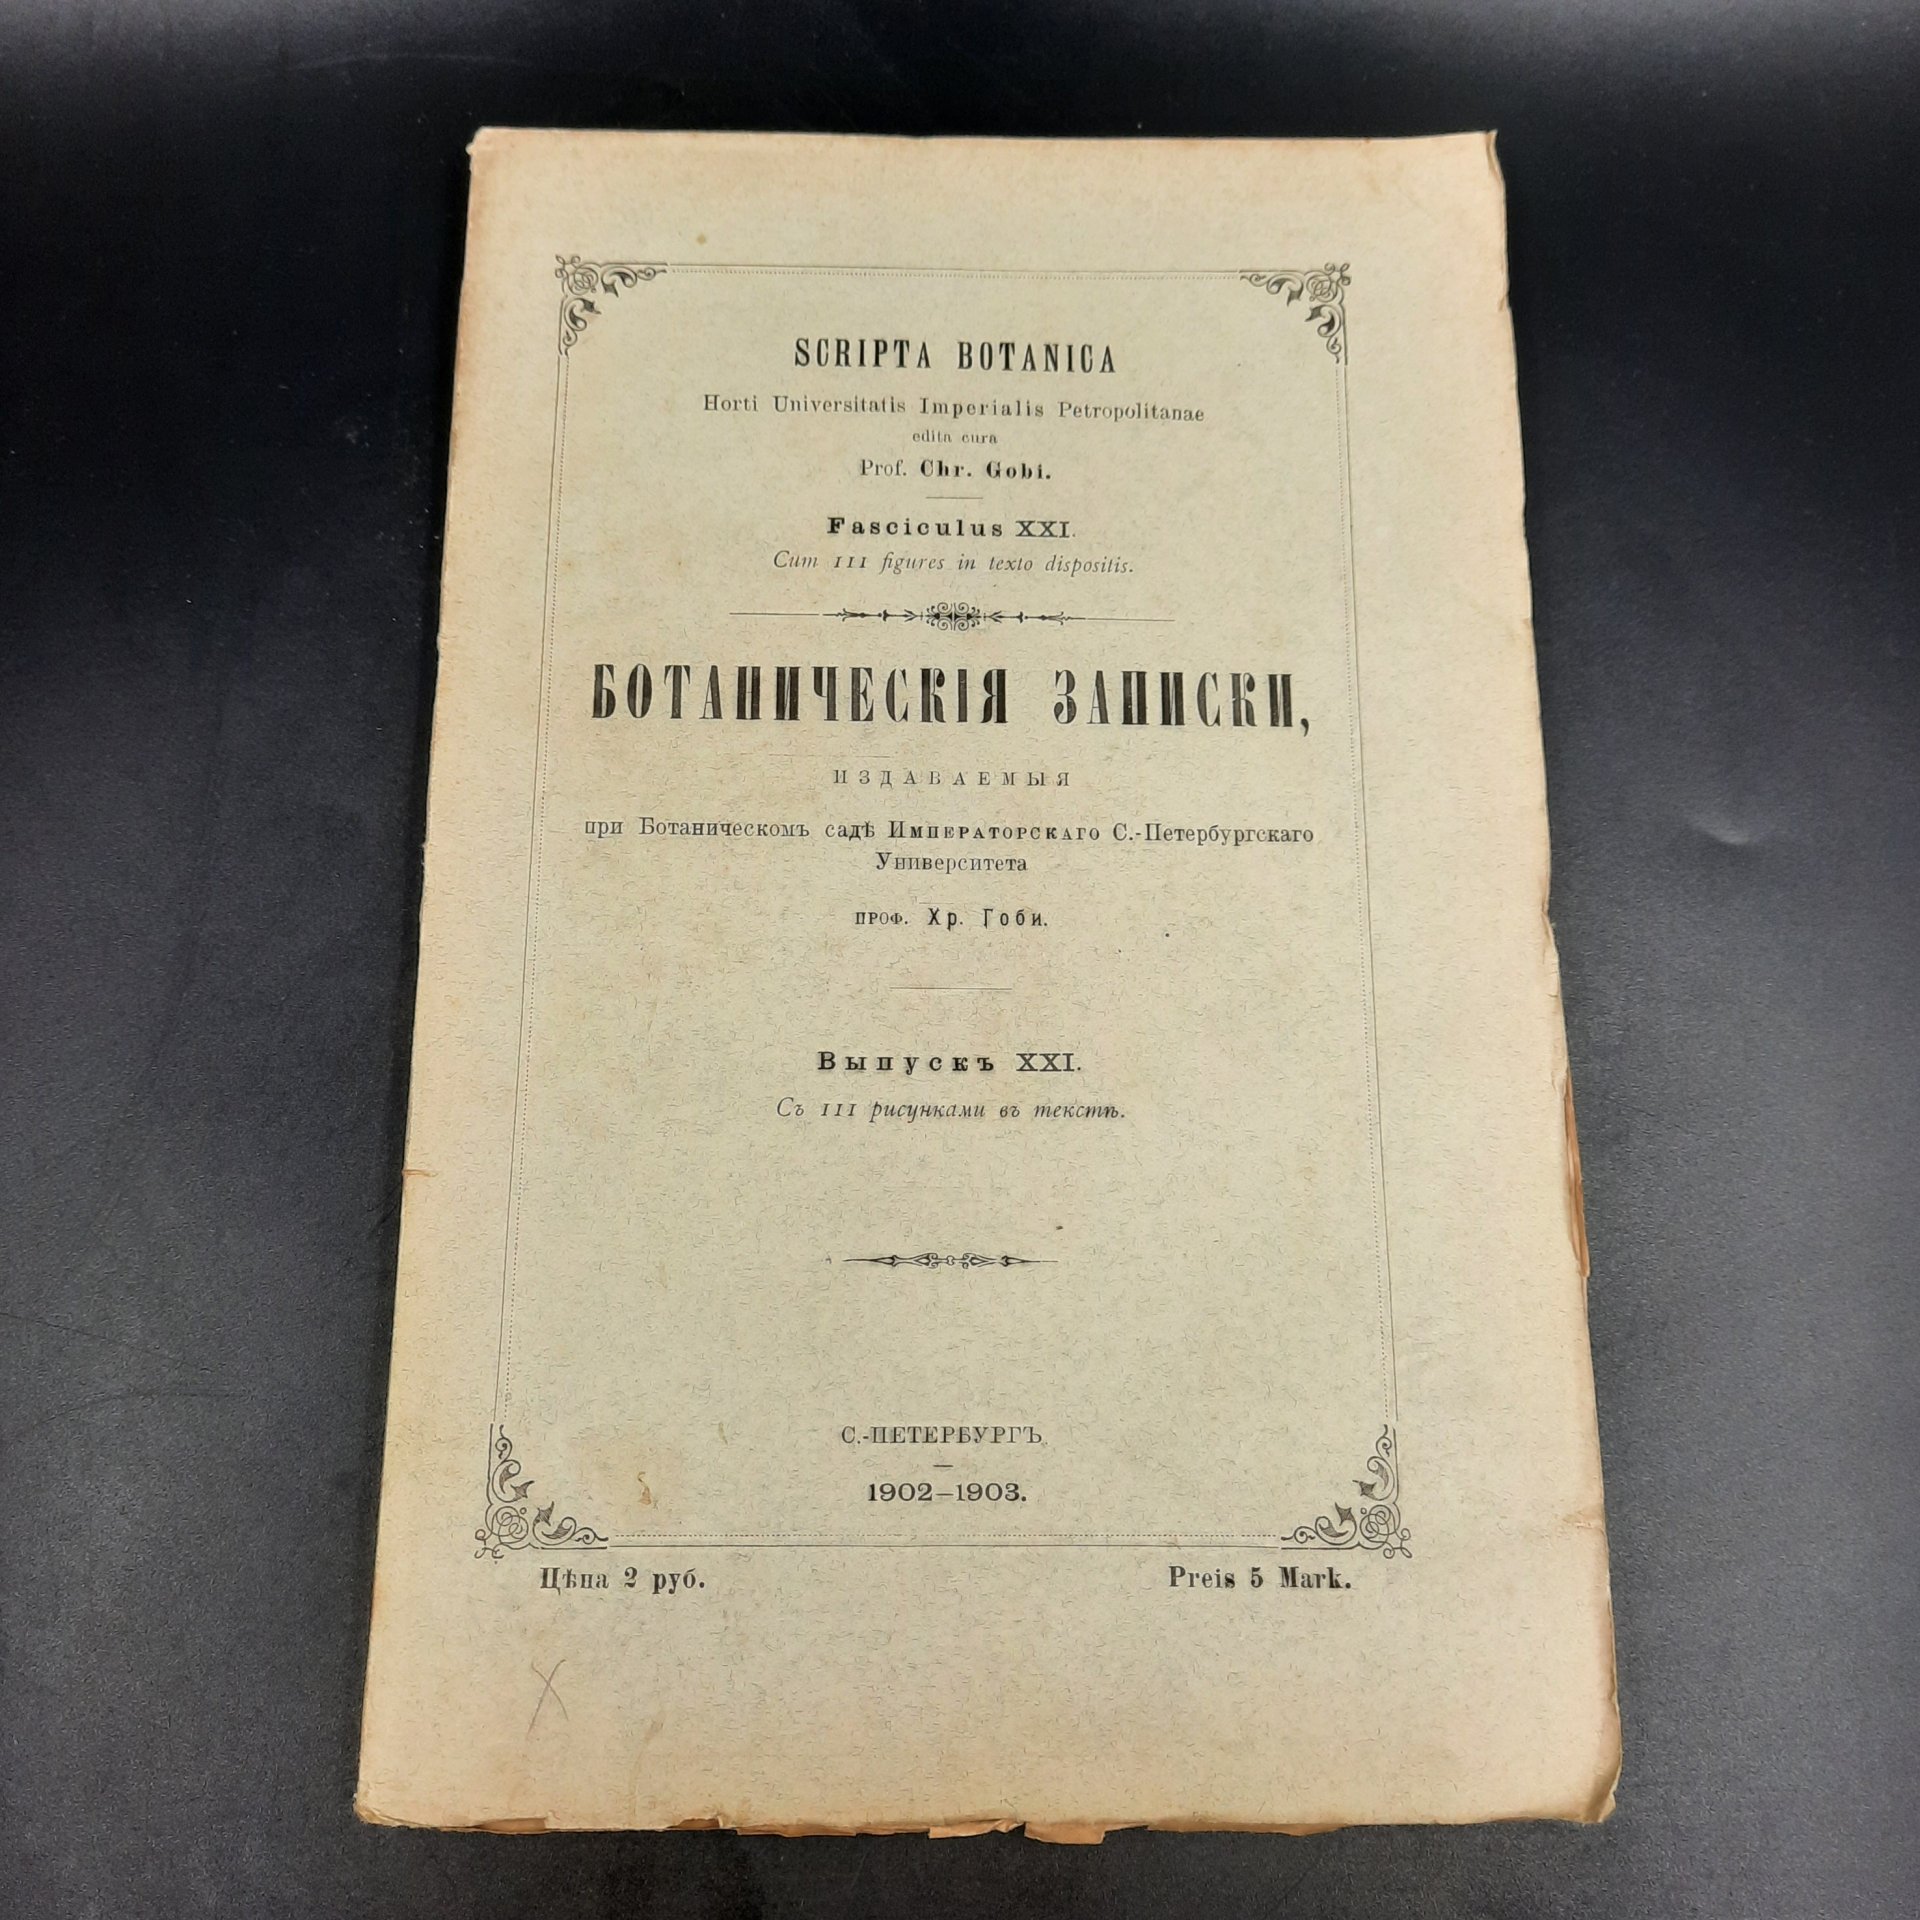 SCRIPTA BOTANICA
Horti Universitatis Imperialis Petropolitanae
edita cura
Prof. Chr. Gobi.
Fasciculus XXI.
Cum III figures in texto dispositis.
БОТАНИЧЕСКІЯ ЗАПИСКИ,
ИЗДАВАЕМЫЯ
при Ботаническомъ садѣ ИМПЕРАТОРСКАГО С.-Петербургскаго
Университета
ПРОФ. Хр. Гоби.
Выпускъ XXI.
Съ III рисунками въ текстѣ.
С.-ПЕТЕРБУРГЪ.
1902–1903.
Цѣна 2 руб.
Preis 5 Mark.